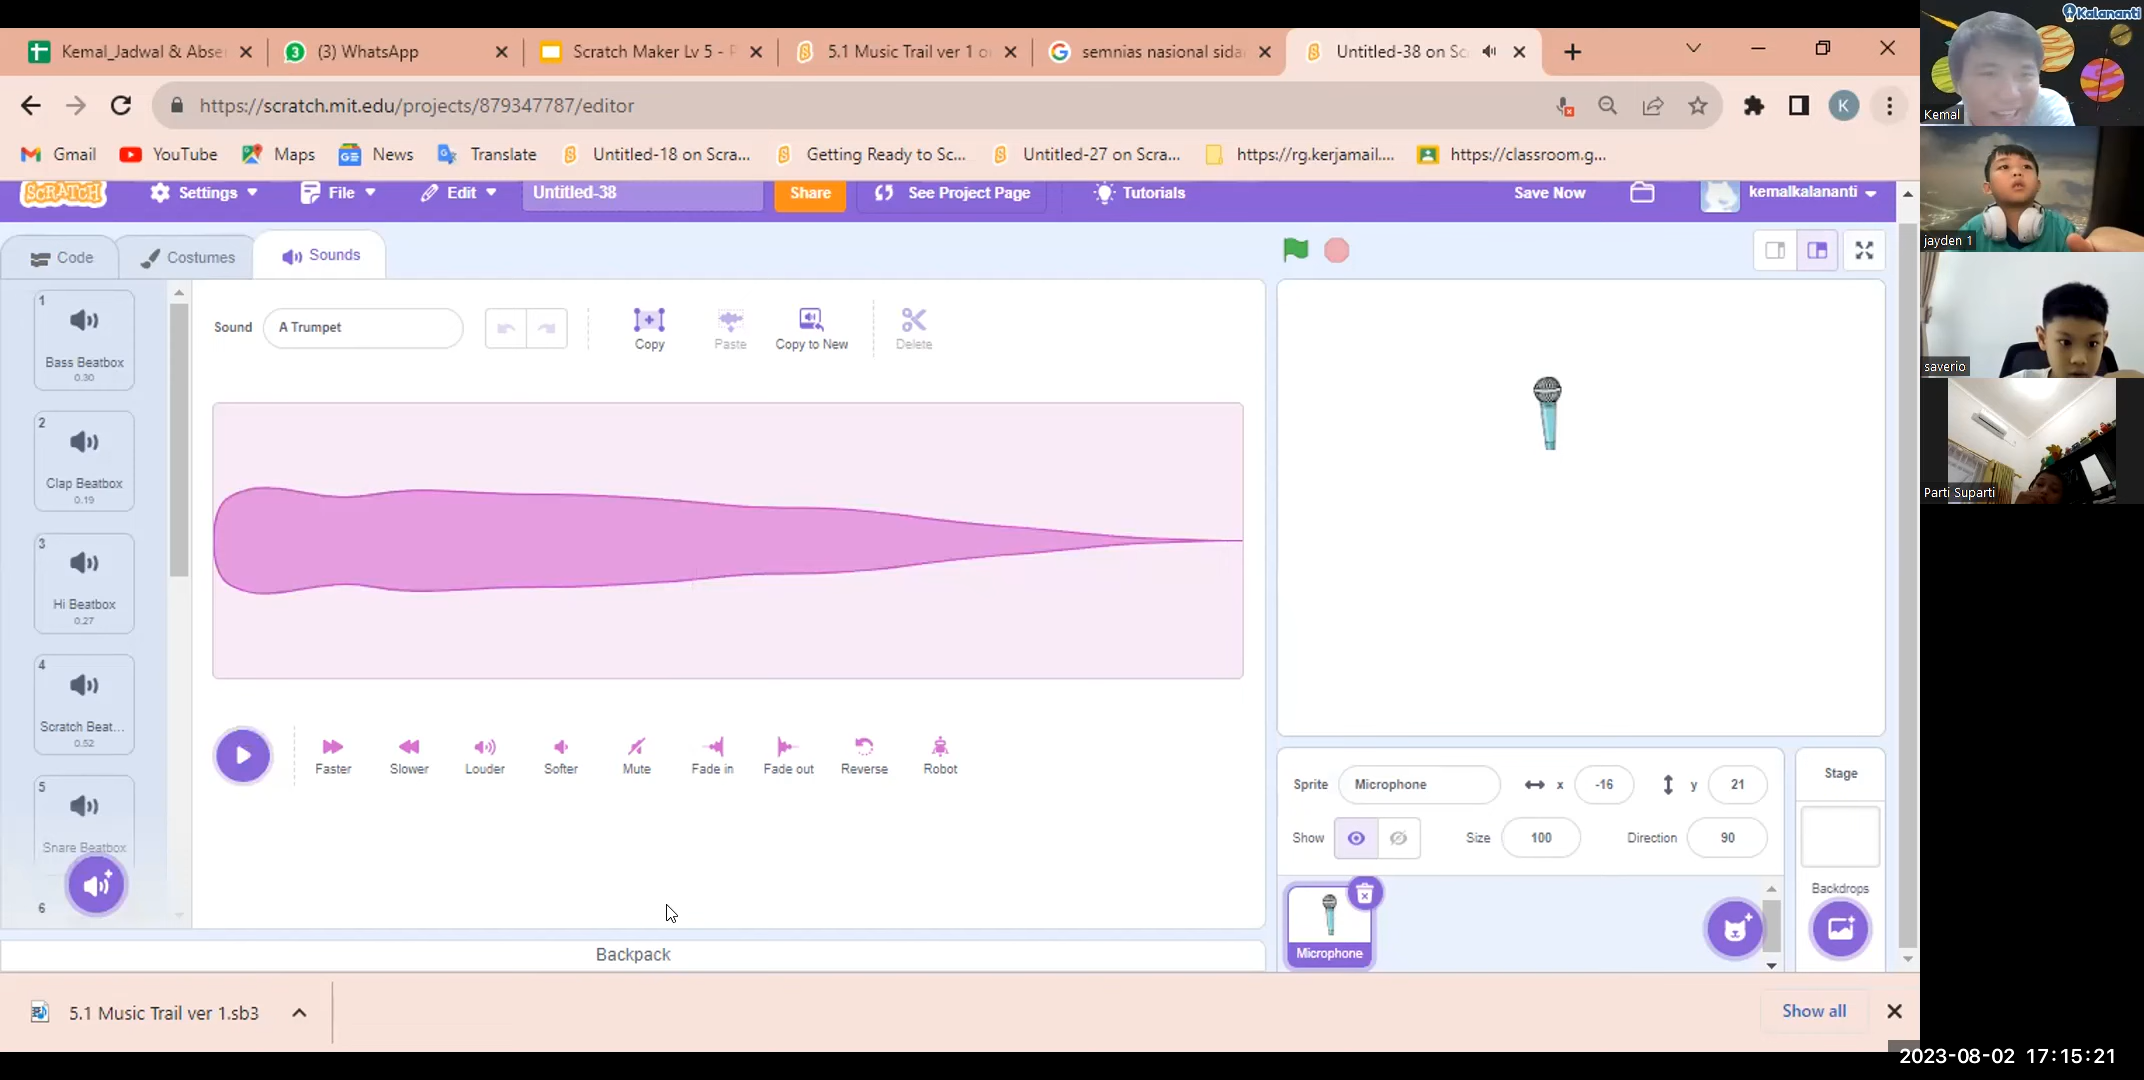 Kemal_Jadwal & Abse
(3) WhatsApp
Scratch Maker Lv 5 -
5.1 Music Trail ver 1 o
semnias nasional sida
Untitled-38 on Sc
https://scratch.mit.edu/projects/879347787/editor
K
Gmail
YouTube
Maps
News
Translate
Untitled-18 on Scra...
Getting Ready to Sc...
Untitled-27 on Scra...
https://rg.kerjamail....
https://classroom.g...
SCRATCH
Settings
File
Edit
Untitled-38
Share
See Project Page
Tutorials
Save Now
kemalkalananti
Code
Costumes
Sounds
1
Bass Beatbox
0.30
2
Clap Beatbox
0.19
3
Hi Beatbox
0.27
4
Scratch Beat...
0.52
5
Snare Beatbox
6
Sound
A Trumpet
Copy
Paste
Copy to New
Delete
Faster
Slower
Louder
Softer
Mute
Fade in
Fade out
Reverse
Robot
Backpack
Sprite
Microphone
x
-16
y
21
Show
Size
100
Direction
90
Microphone
Stage
Backdrops
5.1 Music Trail ver 1.sb3
Show all
Kalananti
Kemal
jayden 1
saverio
Parti Suparti
2023-08-02 17:15:21